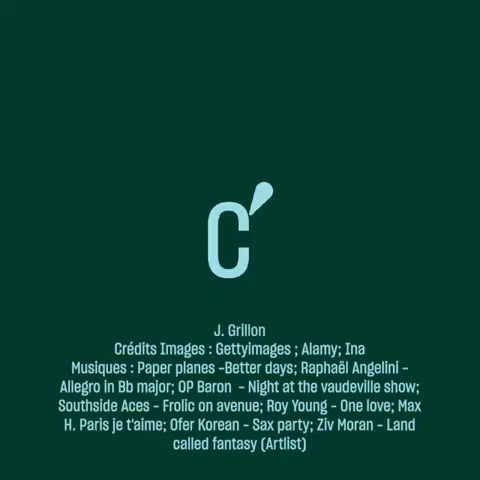 C'
J. Grillon
Crédits Images : Gettyimages ; Alamy; Ina
Musiques : Paper planes -Better days; Raphaël Angelini -
Allegro in Bb major; OP Baron - Night at the vaudeville show;
Southside Aces - Frolic on avenue; Roy Young - One love; Max
H. Paris je t'aime; Ofer Korean - Sax party; Ziv Moran - Land
called fantasy (Artlist)